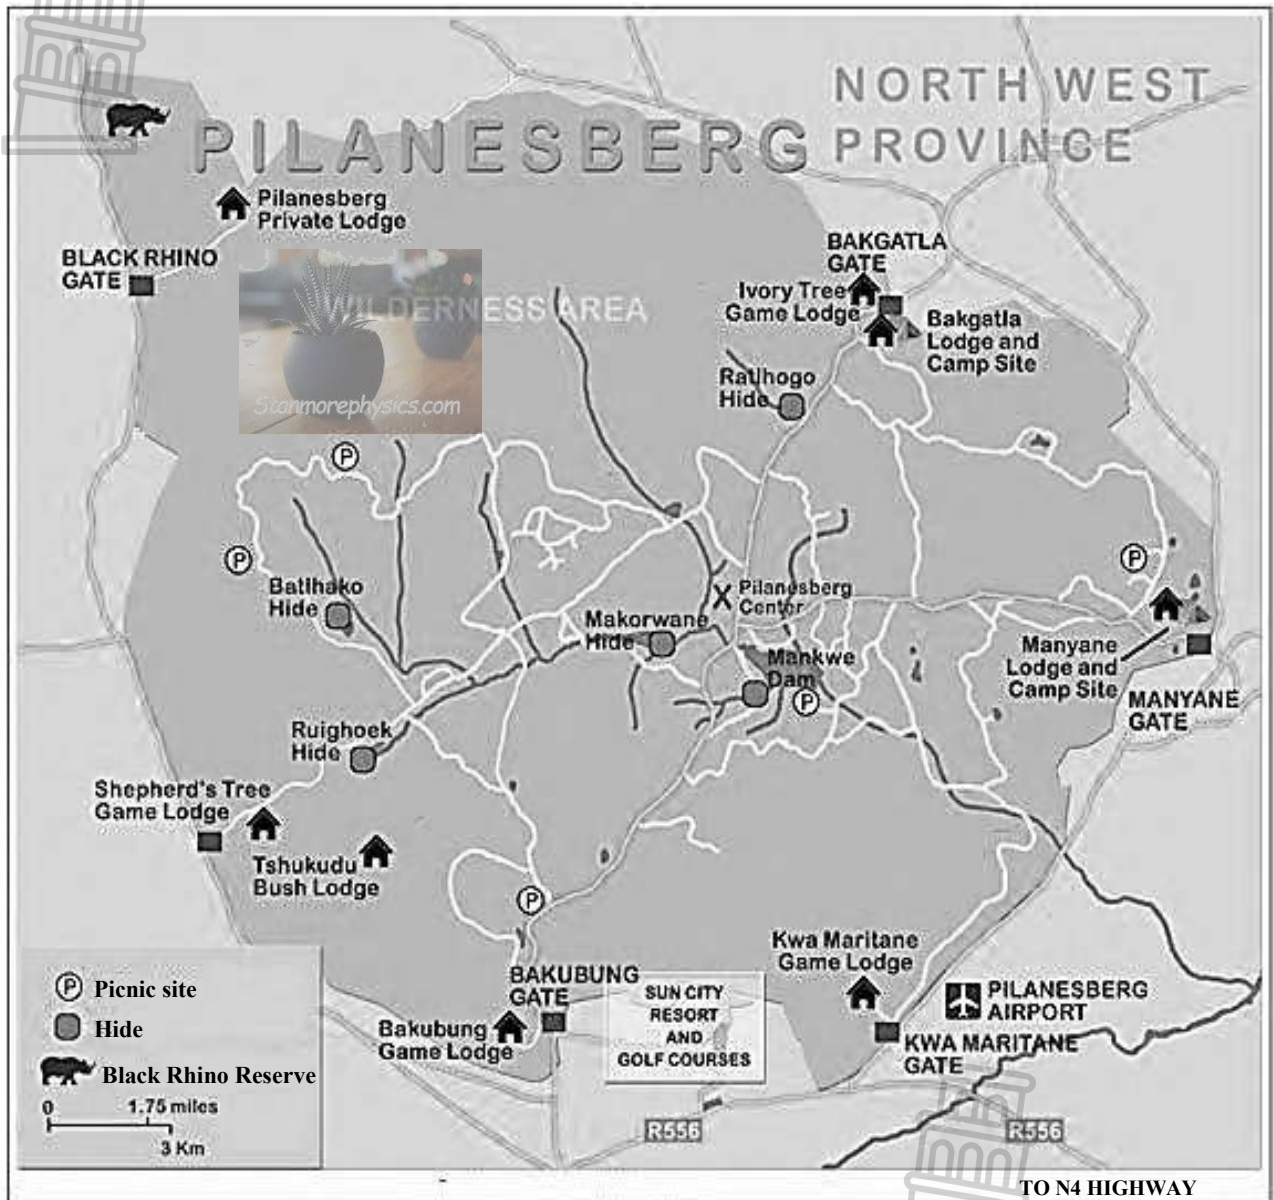 NORTH WEST
PROVINCE
PILANESBERG
Pilanesberg
Private Lodge
BLACK RHINO
GATE
BAKGATLA
GATE
Ivory Tree
Game Lodge
WILDERNESS AREA
Bakgatla
Lodge and
Camp Site
Ratlhogo
Hide
Stanmorephysics.com
P
P
P
Batlhako
Hide
Pilanesberg
Center
Makorwane
Hide
Mankwe
Dam
P
Manyane
Lodge and
Camp Site
MANYANE
GATE
Ruighoek
Hide
Shepherd's Tree
Game Lodge
Tshukudu
Bush Lodge
P
Kwa Maritane
Game Lodge
BAKUBUNG
GATE
SUN CITY
RESORT
AND
GOLF COURSES
PILANESBERG
AIRPORT
Bakubung
Game Lodge
KWA MARITANE
GATE
P Picnic site
Hide
Black Rhino Reserve
0 1.75 miles
3 Km
R556
R556
TO N4 HIGHWAY